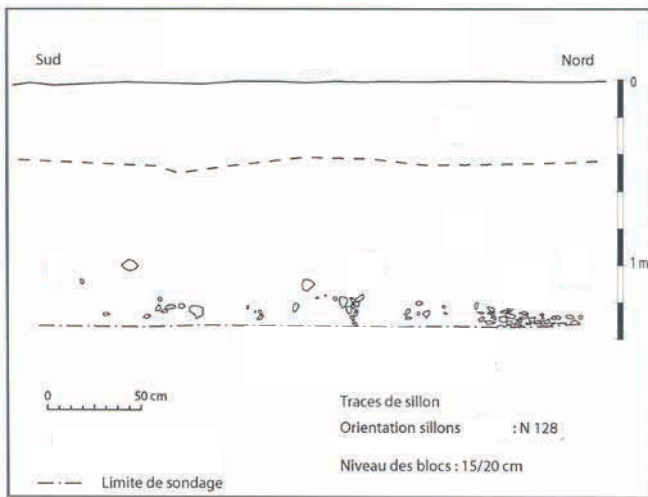 Sud Nord
0
1 m
0 50 cm
Traces de sillon
Orientation sillons : N 128
Niveau des blocs : 15/20 cm
Limite de sondage